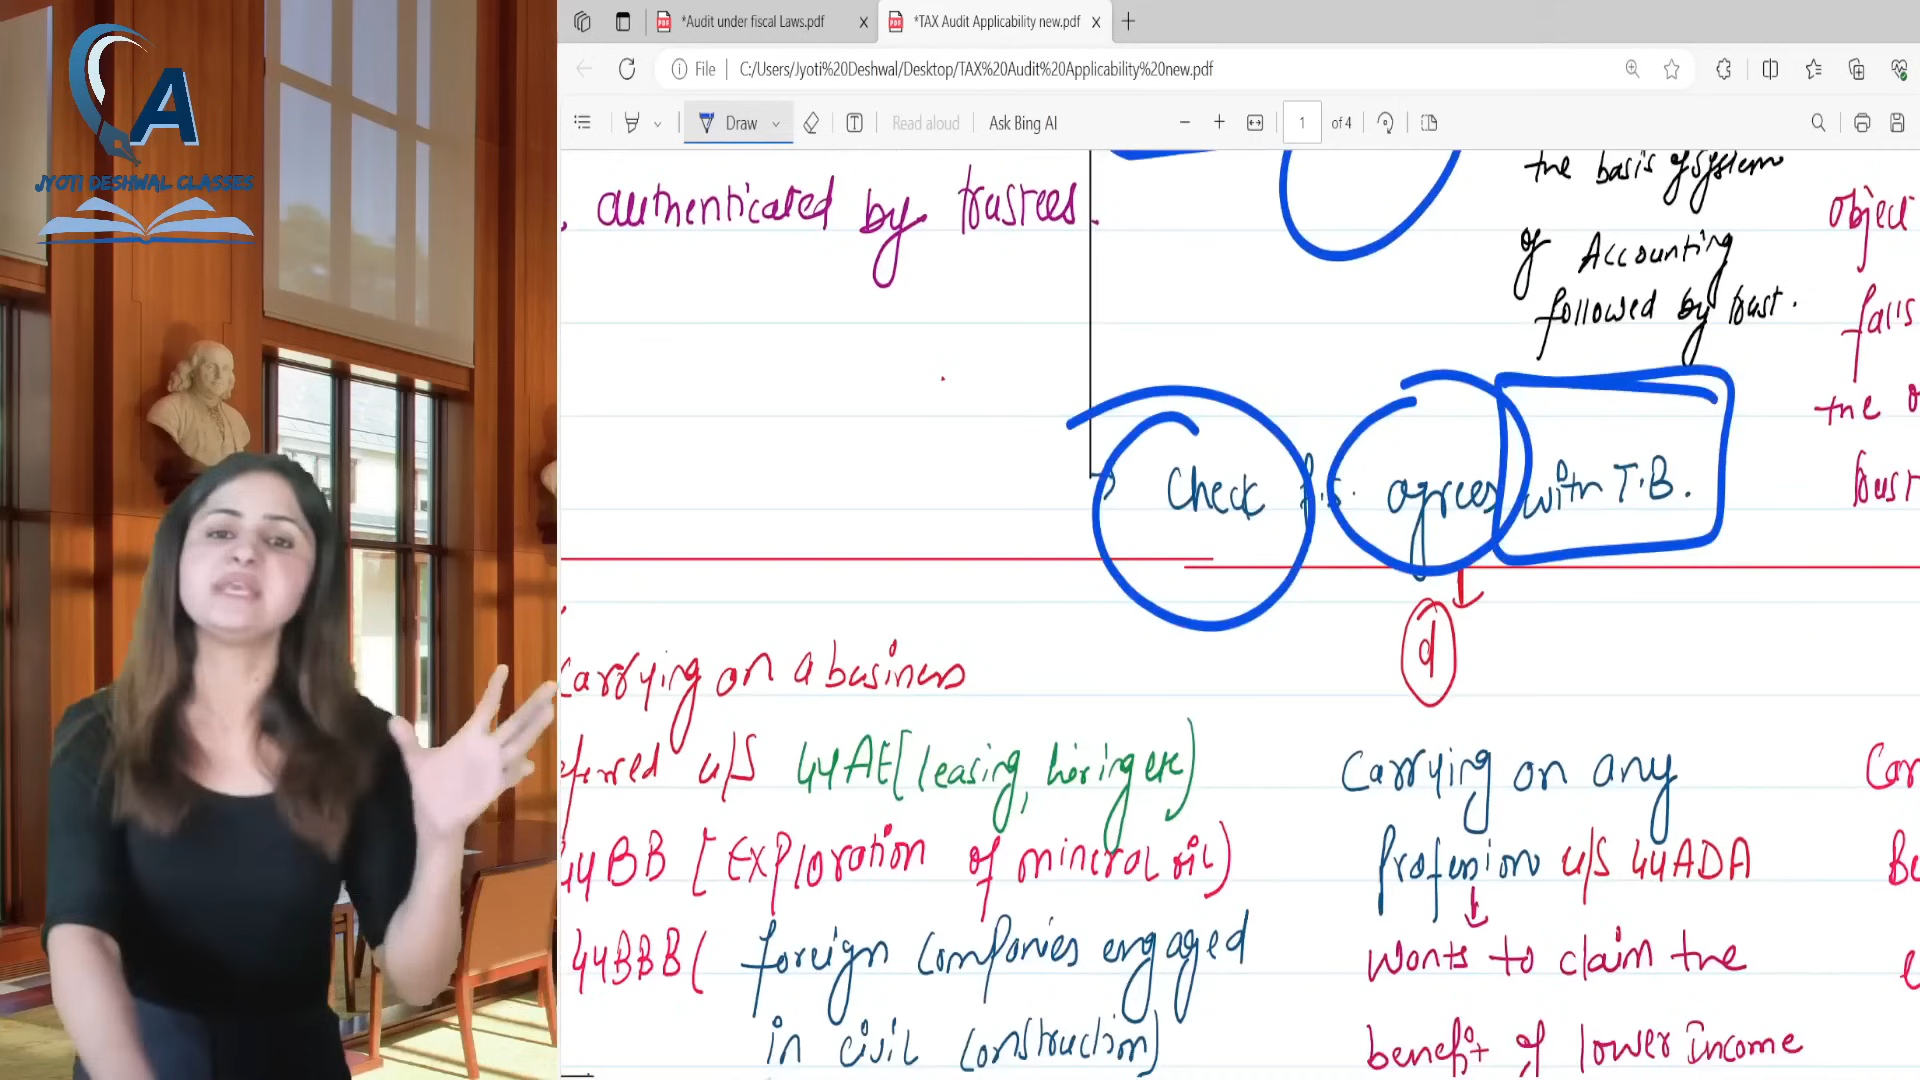 CA
JYOTI DESHWAL CLASSES
*Audit under fiscal Laws.pdf
*TAX Audit Applicability new.pdf
File
C:/Users/Jyoti%20Deshwal/Desktop/TAX%20Audit%20Applicability%20new.pdf
Draw
Read aloud
Ask Bing AI
1 of 4
authenticated by trustees.
the basis of system
of Accounting
followed by trust.
object
falls
the
trust
Check f.s. agrees with T.B.
d
Carrying on a business
u/s 44AE [leasing, hiring etc)
44BB [Exploration of mineral oil)
44BBB ( foreign companies engaged
in civil construction)
Carrying on any
Profession u/s 44ADA
wants to claim the
benefit of lower Income